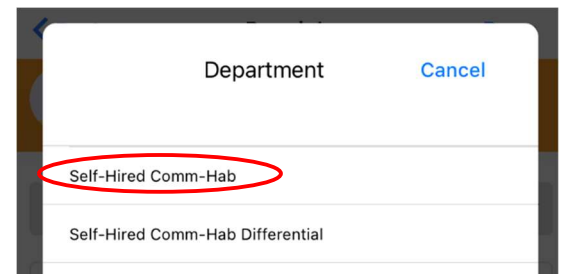 Department Cancel
Self-Hired Comm-Hab
Self-Hired Comm-Hab Differential